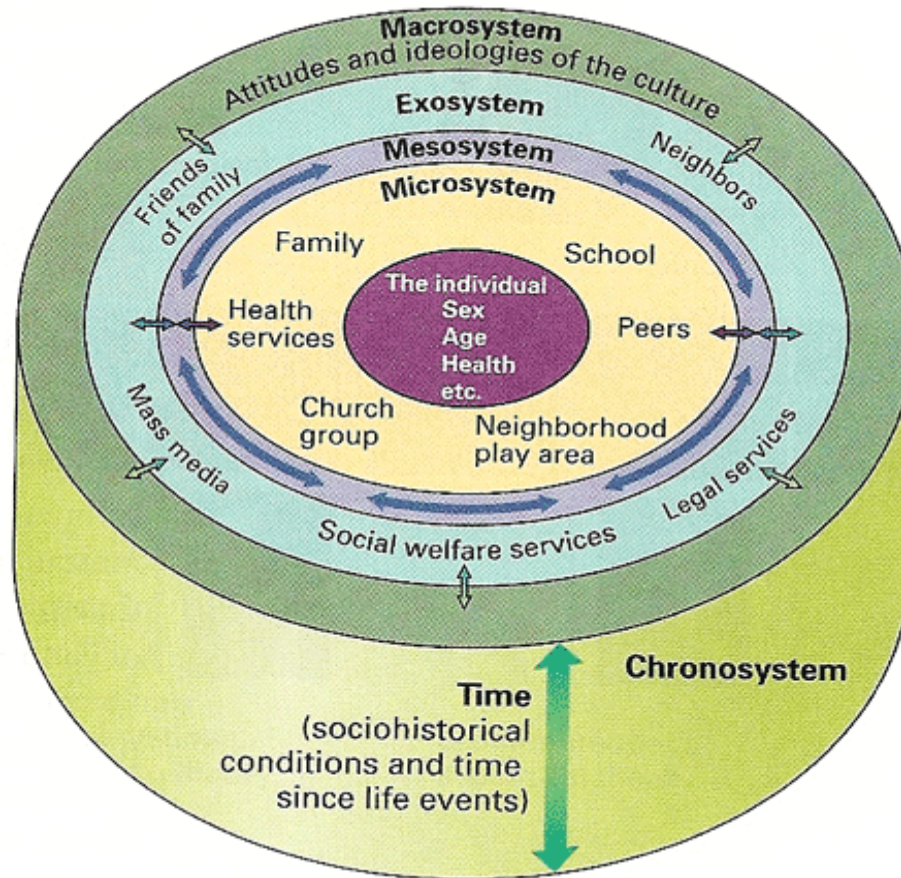 Macrosystem
Attitudes and ideologies of the culture
Exosystem
Mesosystem
Microsystem
Friends
of family
Neighbors
Family
School
The individual
Sex
Age
Health
etc.
Health
services
Peers
Church
group
Neighborhood
play area
Mass media
Legal services
Social welfare services
Chronosystem
Time
(sociohistorical
conditions and time
since life events)